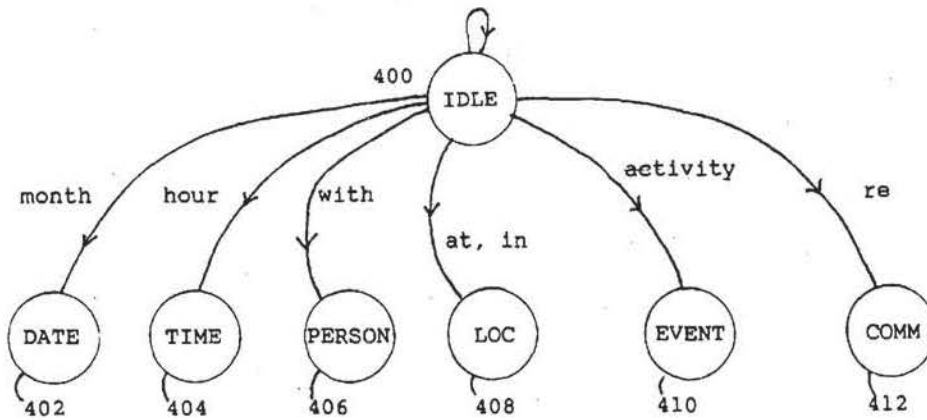 400
IDLE
month hour with activity re
at, in
DATE TIME PERSON LOC EVENT COMM
402 404 406 408 410 412